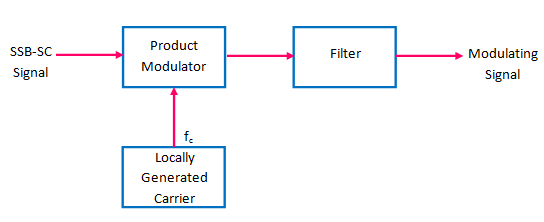 SSB-SC
Signal
Product
Modulator
Filter
Modulating
Signal
fc
Locally
Generated
Carrier